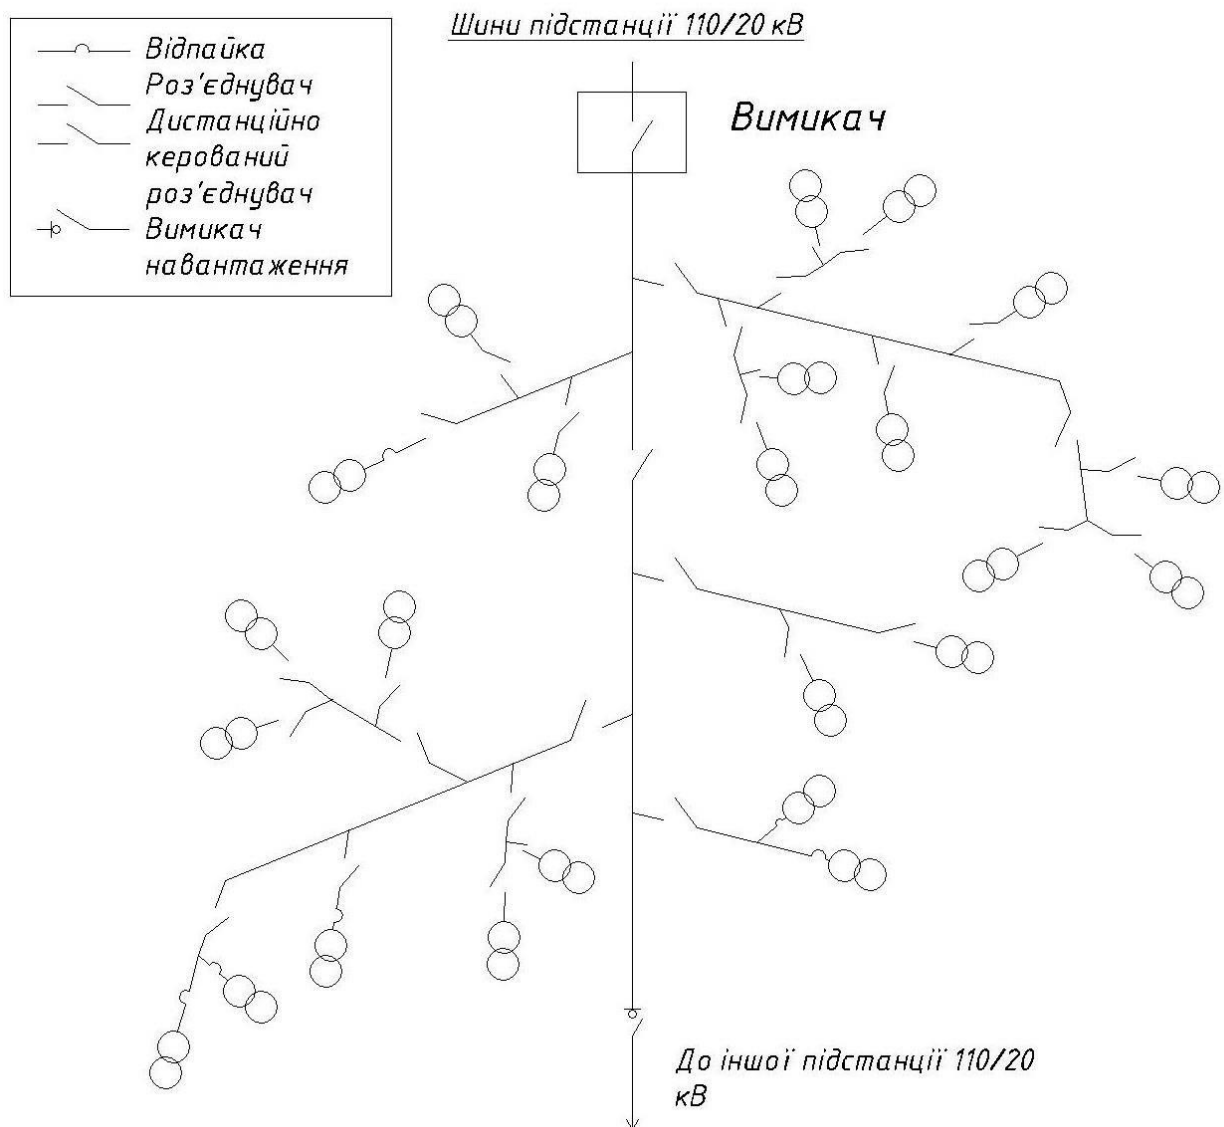 Шини підстанції 110/20 кВ
Відпайка
Роз'єднувач
Дистанційно
керований
роз'єднувач
Вимикач
навантаження
Вимикач
До іншої підстанції 110/20
кВ